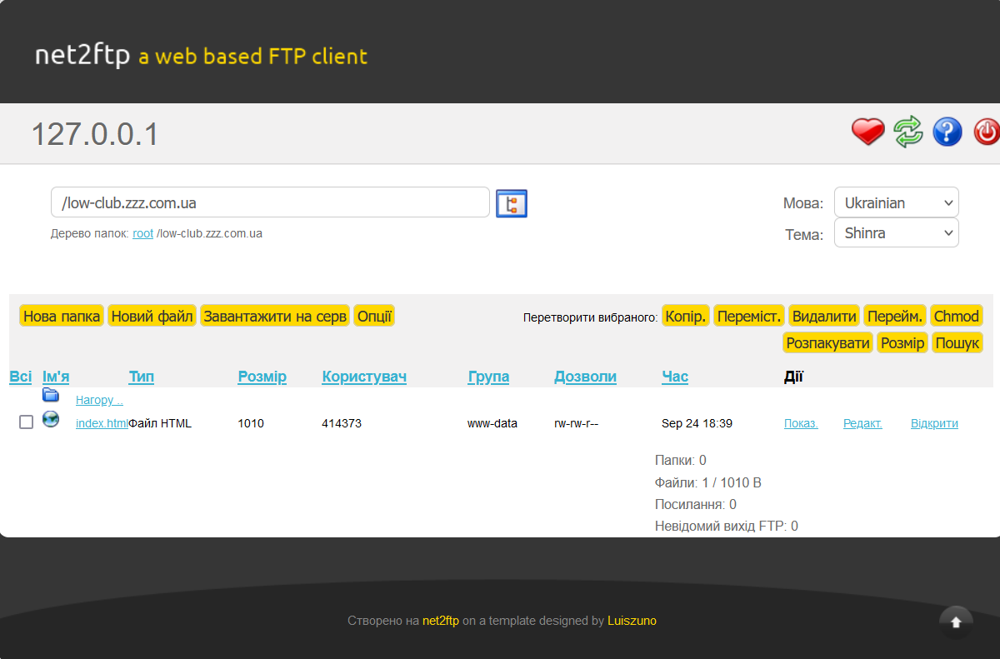 net2ftp a web based FTP client
127.0.0.1
/low-club.zzz.com.ua
Мова: Ukrainian
Дерево папок: root /low-club.zzz.com.ua
Тема: Shinra
Нова папка Новий файл Завантажити на серв Опції Перетворити вибраного: Копір. Переміст. Видалити Перейм. Chmod
Розпакувати Розмір Пошук
Всі Ім'я Тип Розмір Користувач Група Дозволи Час Дії
Нагору ..
index.html Файл HTML 1010 414373 www-data rw-rw-r-- Sep 24 18:39 Показ. Редакт. Відкрити
Папки: 0
Файли: 1 / 1010 B
Посилання: 0
Невідомий вихід FTP: 0
Створено на net2ftp on a template designed by Luiszuno